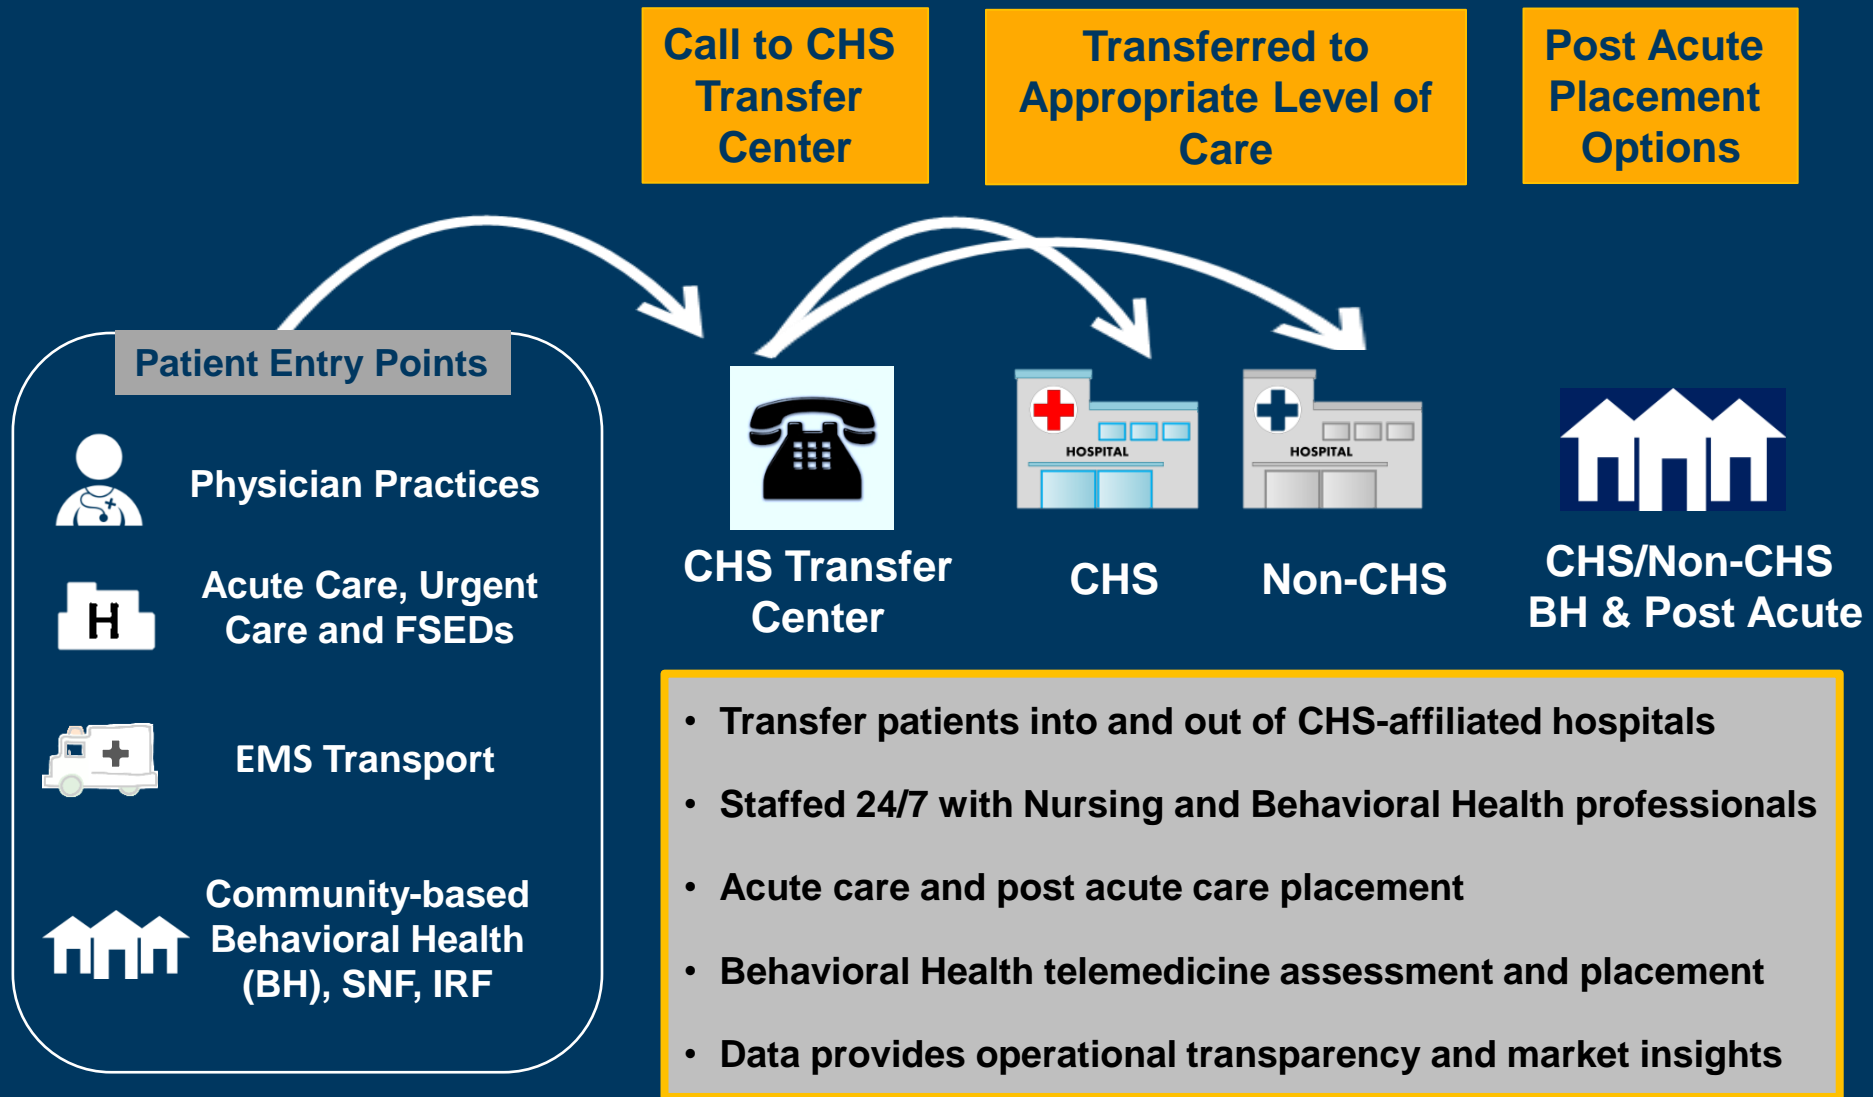 Call to CHS
Transfer
Center
Transferred to
Appropriate Level of
Care
Post Acute
Placement
Options
Patient Entry Points
Physician Practices
H
Acute Care, Urgent
Care and FSEDs
EMS Transport
Community-based
Behavioral Health
(BH), SNF, IRF
CHS Transfer
Center
HOSPITAL
CHS
HOSPITAL
Non-CHS
CHS/Non-CHS
BH & Post Acute
• Transfer patients into and out of CHS-affiliated hospitals
• Staffed 24/7 with Nursing and Behavioral Health professionals
• Acute care and post acute care placement
• Behavioral Health telemedicine assessment and placement
• Data provides operational transparency and market insights